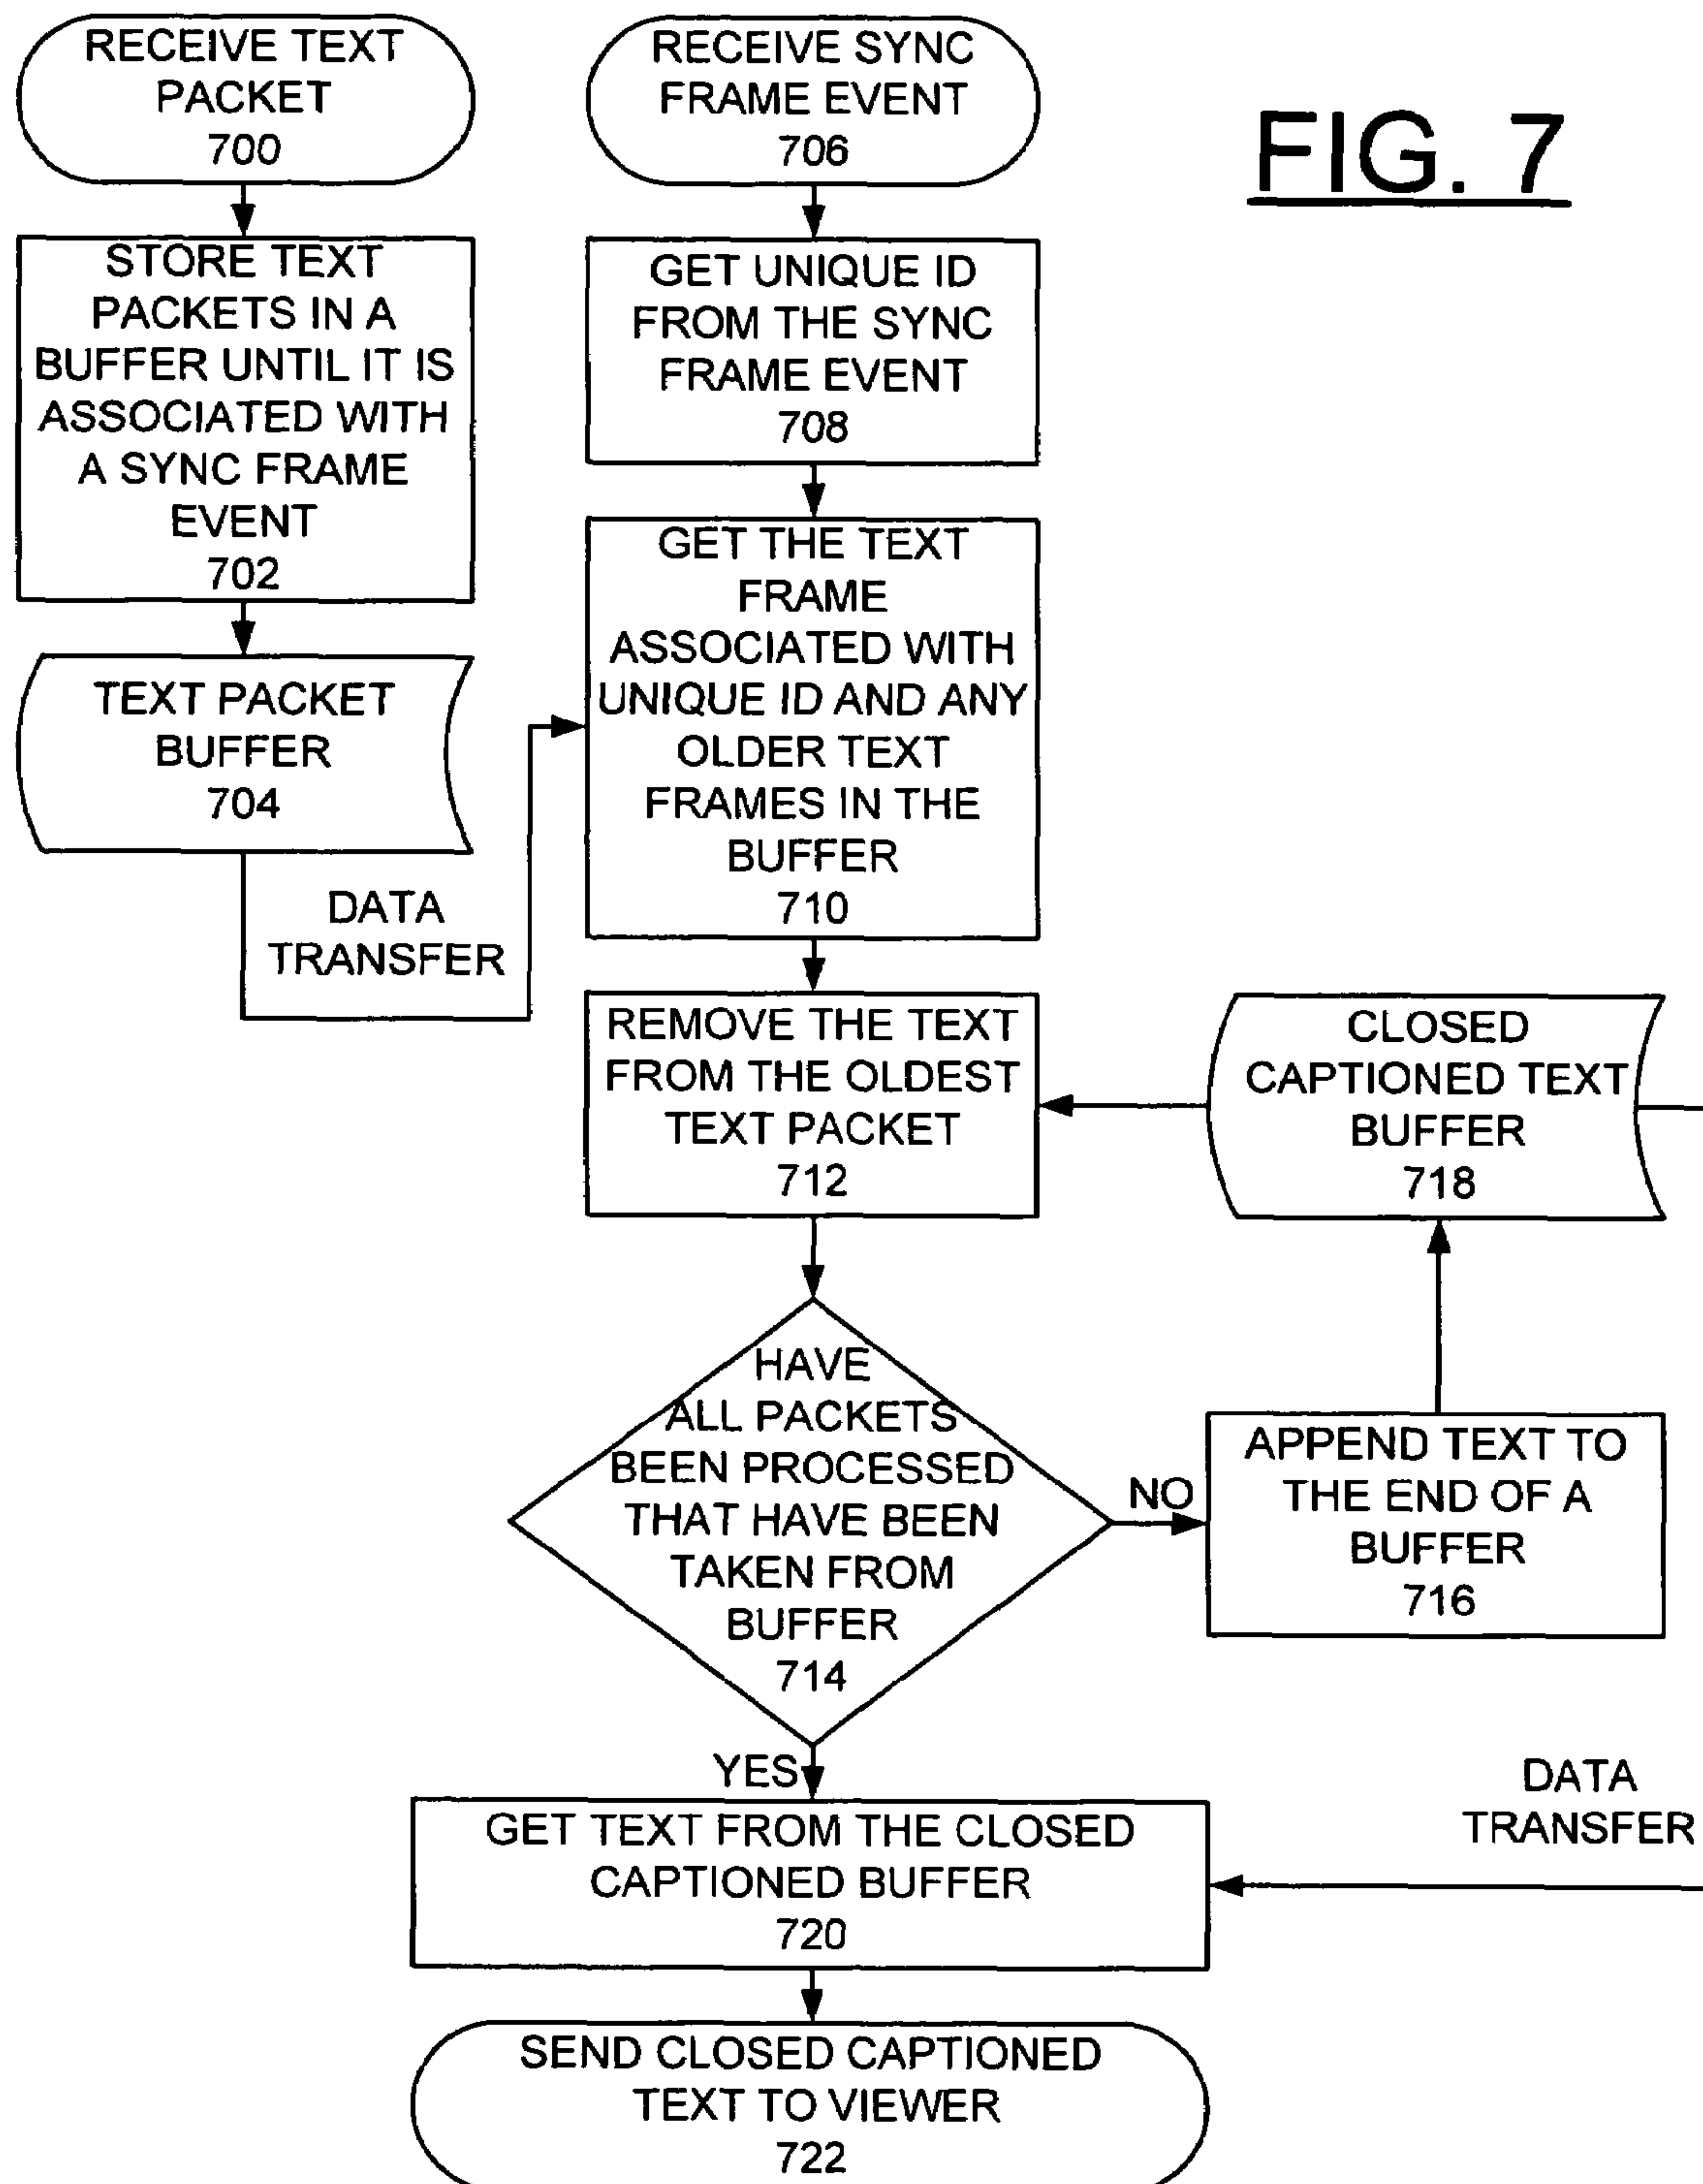 RECEIVE TEXT
PACKET
700
RECEIVE SYNC
FRAME EVENT
706
FIG. 7
STORE TEXT
PACKETS IN A
BUFFER UNTIL IT IS
ASSOCIATED WITH
A SYNC FRAME
EVENT
702
GET UNIQUE ID
FROM THE SYNC
FRAME EVENT
708
TEXT PACKET
BUFFER
704
GET THE TEXT
FRAME
ASSOCIATED WITH
UNIQUE ID AND ANY
OLDER TEXT
FRAMES IN THE
BUFFER
710
DATA
TRANSFER
REMOVE THE TEXT
FROM THE OLDEST
TEXT PACKET
712
CLOSED
CAPTIONED TEXT
BUFFER
718
HAVE
ALL PACKETS
BEEN PROCESSED
THAT HAVE BEEN
TAKEN FROM
BUFFER
714
NO
APPEND TEXT TO
THE END OF A
BUFFER
716
YES
DATA
TRANSFER
GET TEXT FROM THE CLOSED
CAPTIONED BUFFER
720
SEND CLOSED CAPTIONED
TEXT TO VIEWER
722